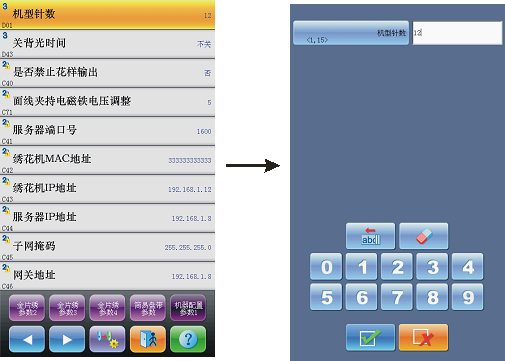 3
机型针数
12
D01
3
关背光时间
不关
D43
2
是否禁止花样输出
否
C40
2
面线夹持电磁铁电压调整
5
C71
2
服务器端口号
1600
C41
2
绣花机MAC地址
333333333333
C42
2
绣花机IP地址
192.168.1.12
C43
2
服务器IP地址
192.168.1.8
C44
2
子网掩码
255.255.255.0
C45
2
网关地址
192.168.1.8
C46
金片绣
参数2
金片绣
参数3
金片绣
参数4
简易盘带
参数
机器配置
参数1
?
机型针数
<1,15>
12
abc
0 1 2 3 4
5 6 7 8 9